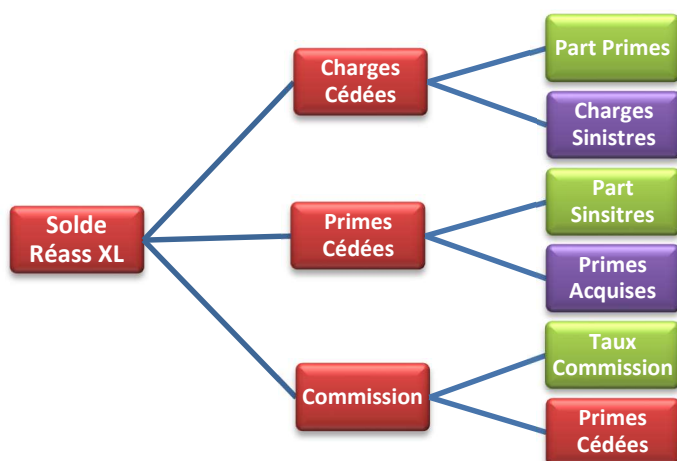 Part Primes
Charges
Cédées
Charges
Sinistres
Part
Sinsitres
Solde
Réass XL
Primes
Cédées
Primes
Acquises
Taux
Commission
Commission
Primes
Cédées